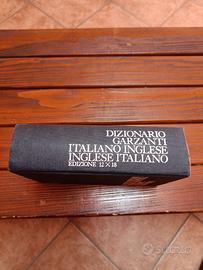 DIZIONARIO
GARZANTI
ITALIANO INGLESE
INGLESE ITALIANO
EDIZIONE 12×18
SUBITO